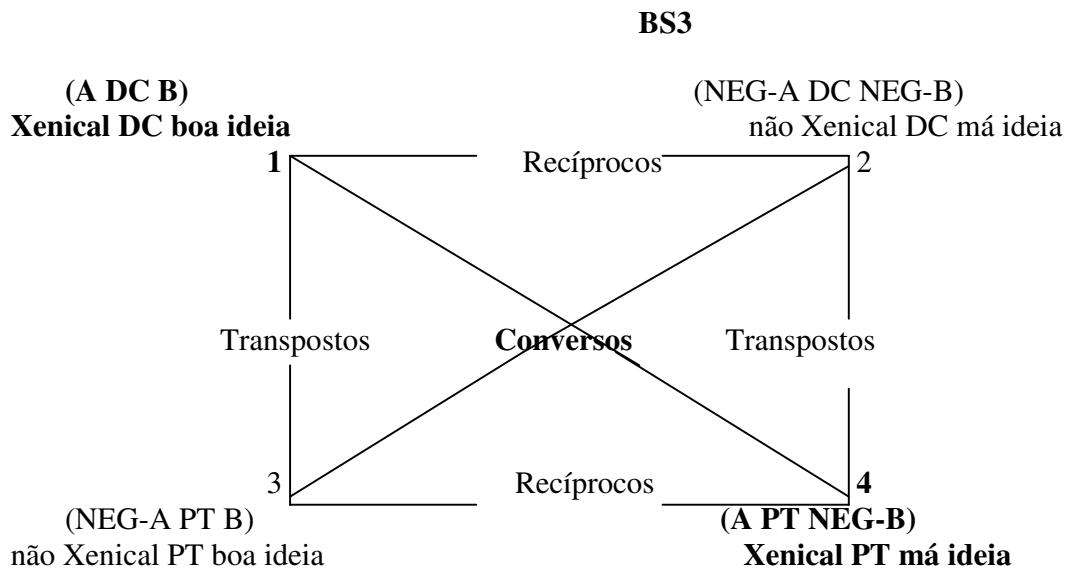 BS3
(A DC B) (NEG-A DC NEG-B)
Xenical DC boa ideia não Xenical DC má ideia
1 Recíprocos 2
Transpostos Conversos Transpostos
3 Recíprocos 4
(NEG-A PT B) (A PT NEG-B)
não Xenical PT boa ideia Xenical PT má ideia